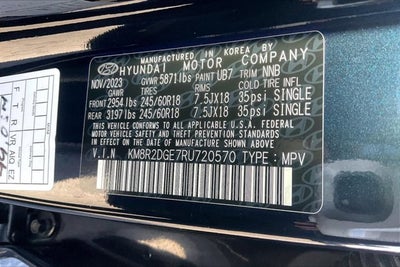 MANUFACTURED IN KOREA BY
HYUNDAI MOTOR COMPANY
NOV/2023 GVWR 5871lbs PAINT UB7 TRIM NNB
GAWR TIRES RIMS COLD-TIRE INFL
FRONT 2954 lbs 245/60R18 7.5JX18 35psi SINGLE
REAR 3197 lbs 245/60R18 7.5JX18 35psi SINGLE
THIS VEHICLE CONFORMS TO ALL APPLICABLE U.S.A. FEDERAL
MOTOR VEHICLE SAFETY AND THEFT PREVENTION STANDARDS
IN EFFECT ON THE DATE OF MANUFACTURE SHOWN ABOVE.
V.I.N KM8R2DGE7RU720570 TYPE : MPV